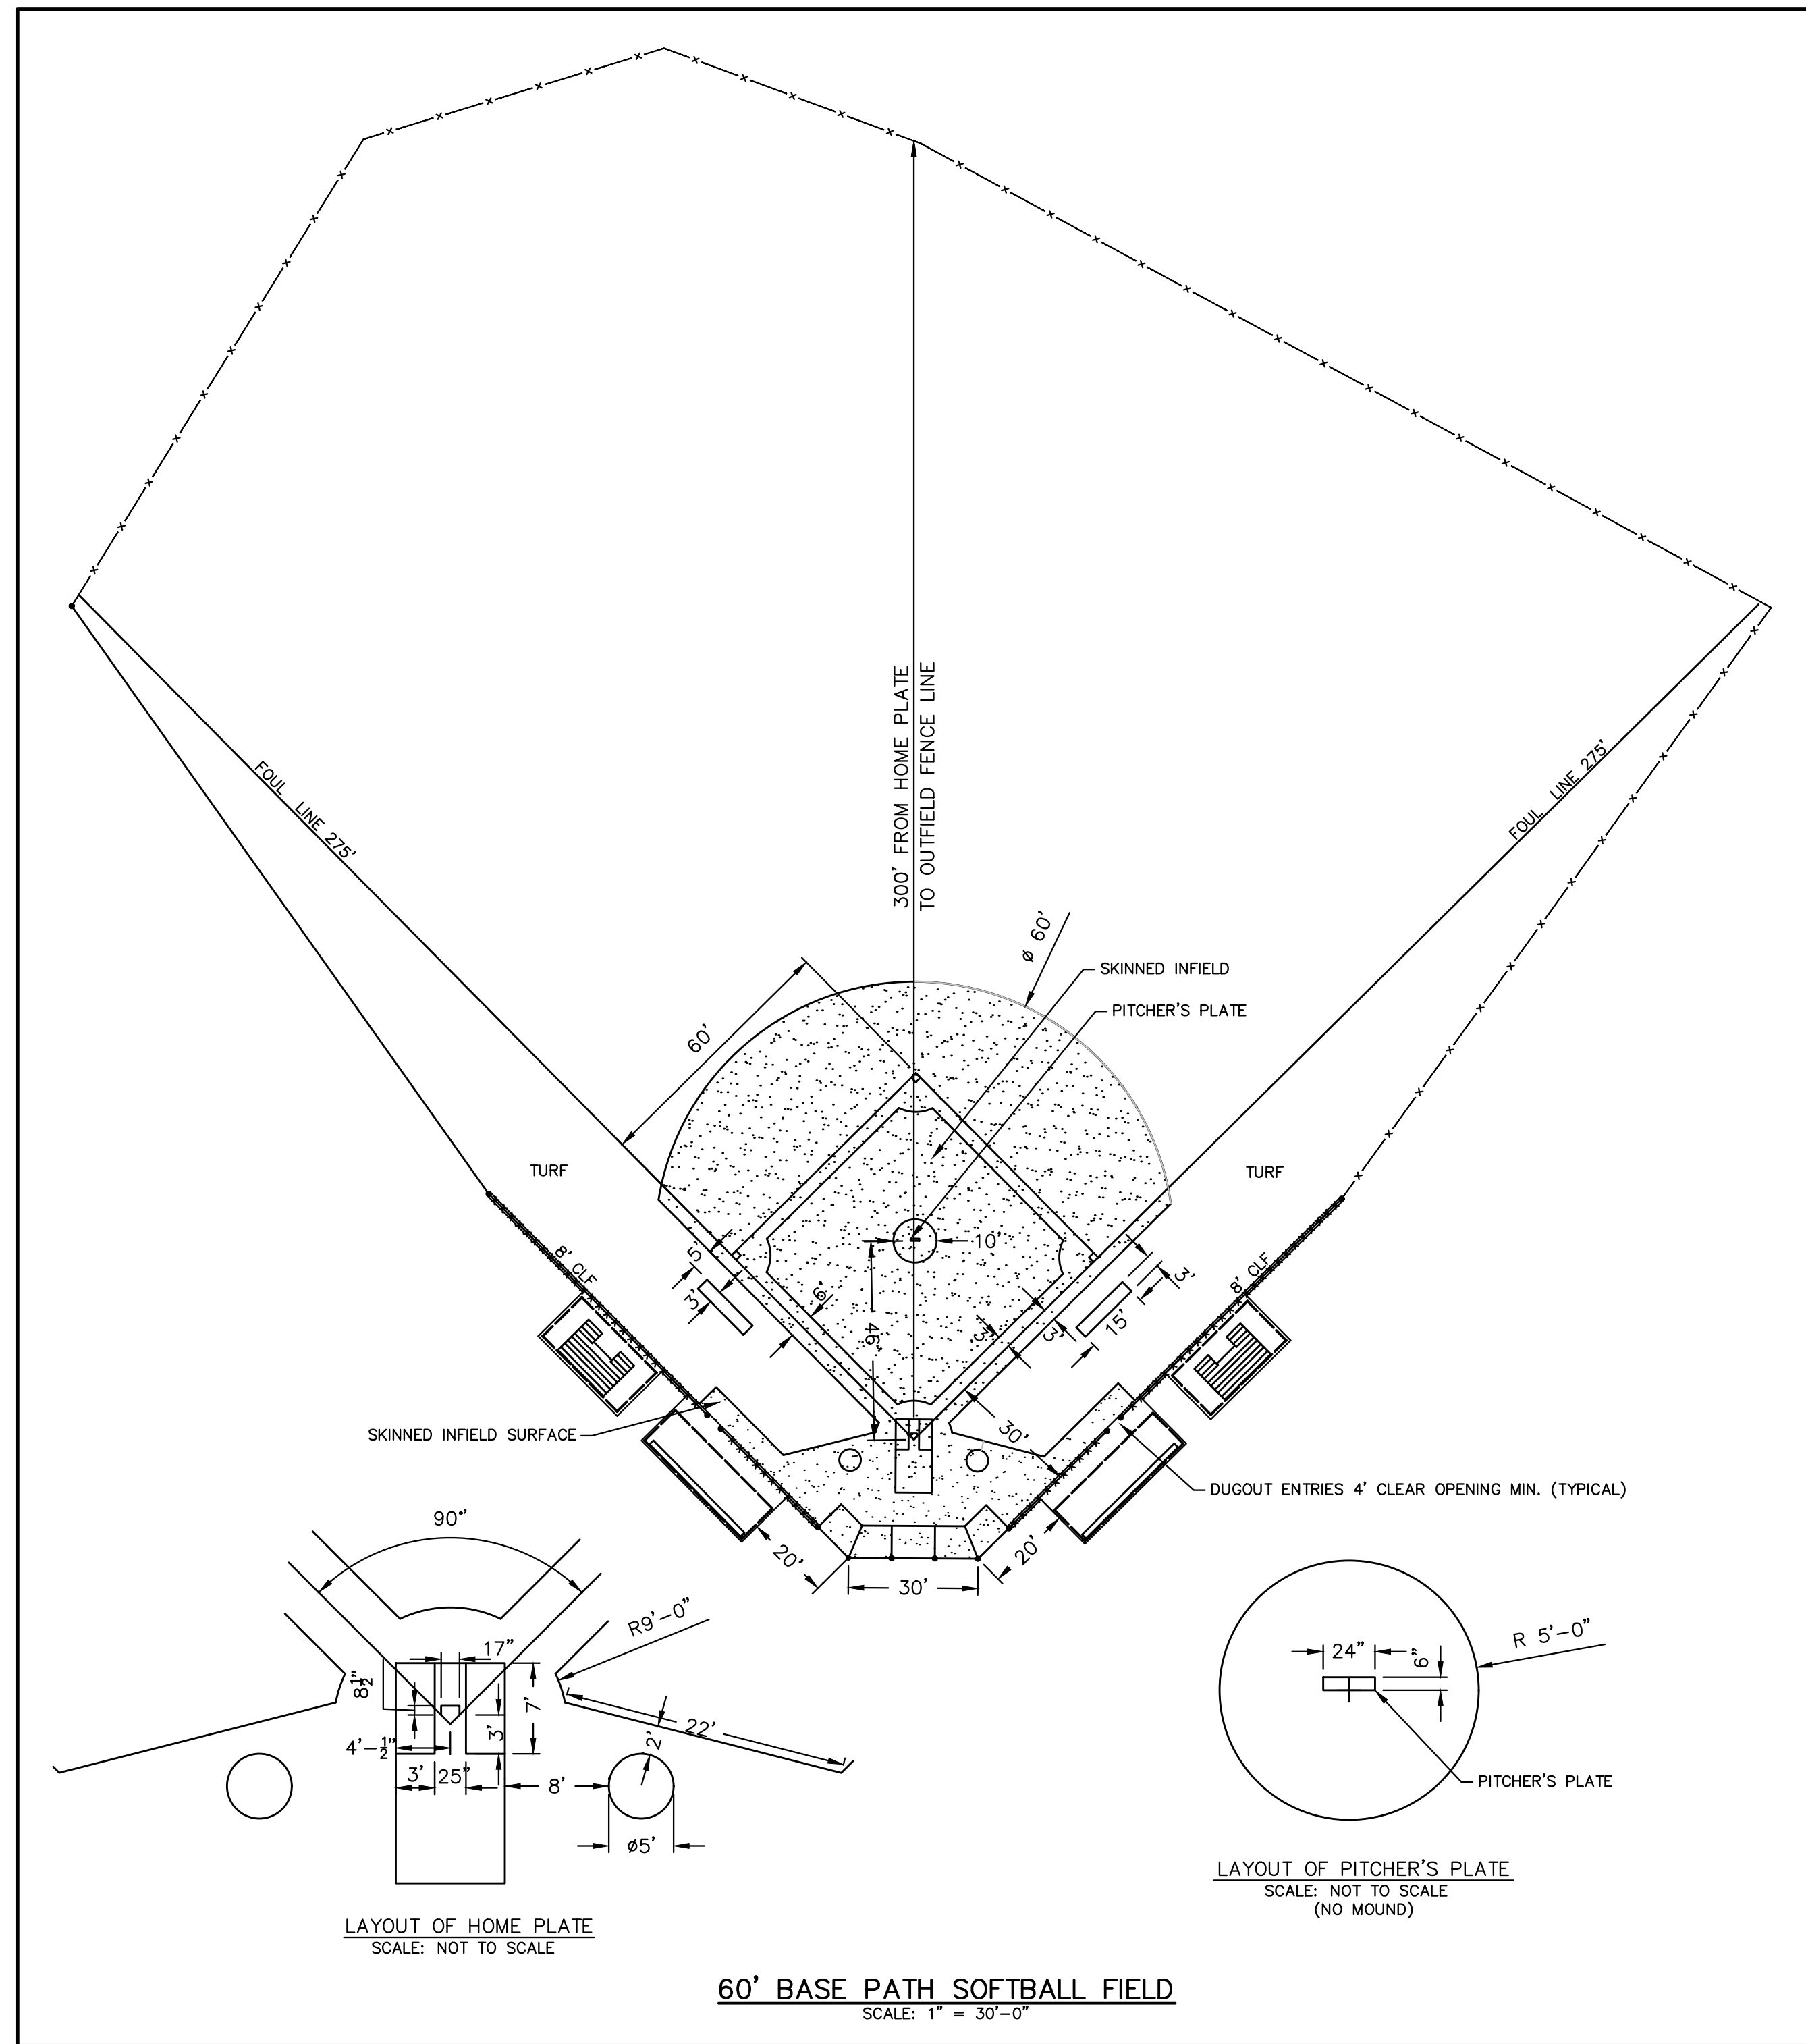 300' FROM HOME PLATE
TO OUTFIELD FENCE LINE
FOUL LINE 275'
FOUL LINE 275'
ø 60'
SKINNED INFIELD
PITCHER'S PLATE
60'
TURF
TURF
10'
5'
3'
6'
46'
3'
3'
3'
15'
8' CLF
8' CLF
30'
SKINNED INFIELD SURFACE
DUGOUT ENTRIES 4' CLEAR OPENING MIN. (TYPICAL)
20'
30'
20'
90°'
17"
8½"
R9'-0"
7'
3'
4'-½"
3'
25"
8'
2'
22'
ø5'
LAYOUT OF HOME PLATE
SCALE: NOT TO SCALE
24"
6"
R 5'-0"
PITCHER'S PLATE
LAYOUT OF PITCHER'S PLATE
SCALE: NOT TO SCALE
(NO MOUND)
60' BASE PATH SOFTBALL FIELD
SCALE: 1" = 30'-0"